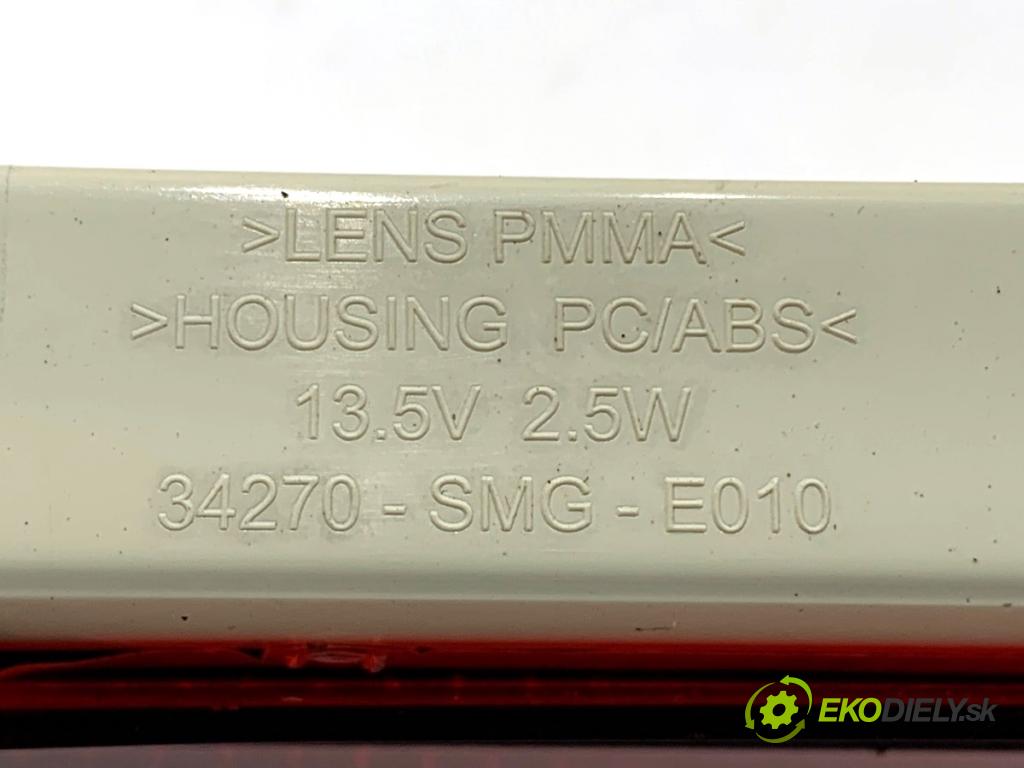 >LENS PMMA<
>HOUSING PC/ABS<
13.5V 2.5W
34270 - SMG - E010
EKODIELY.sk